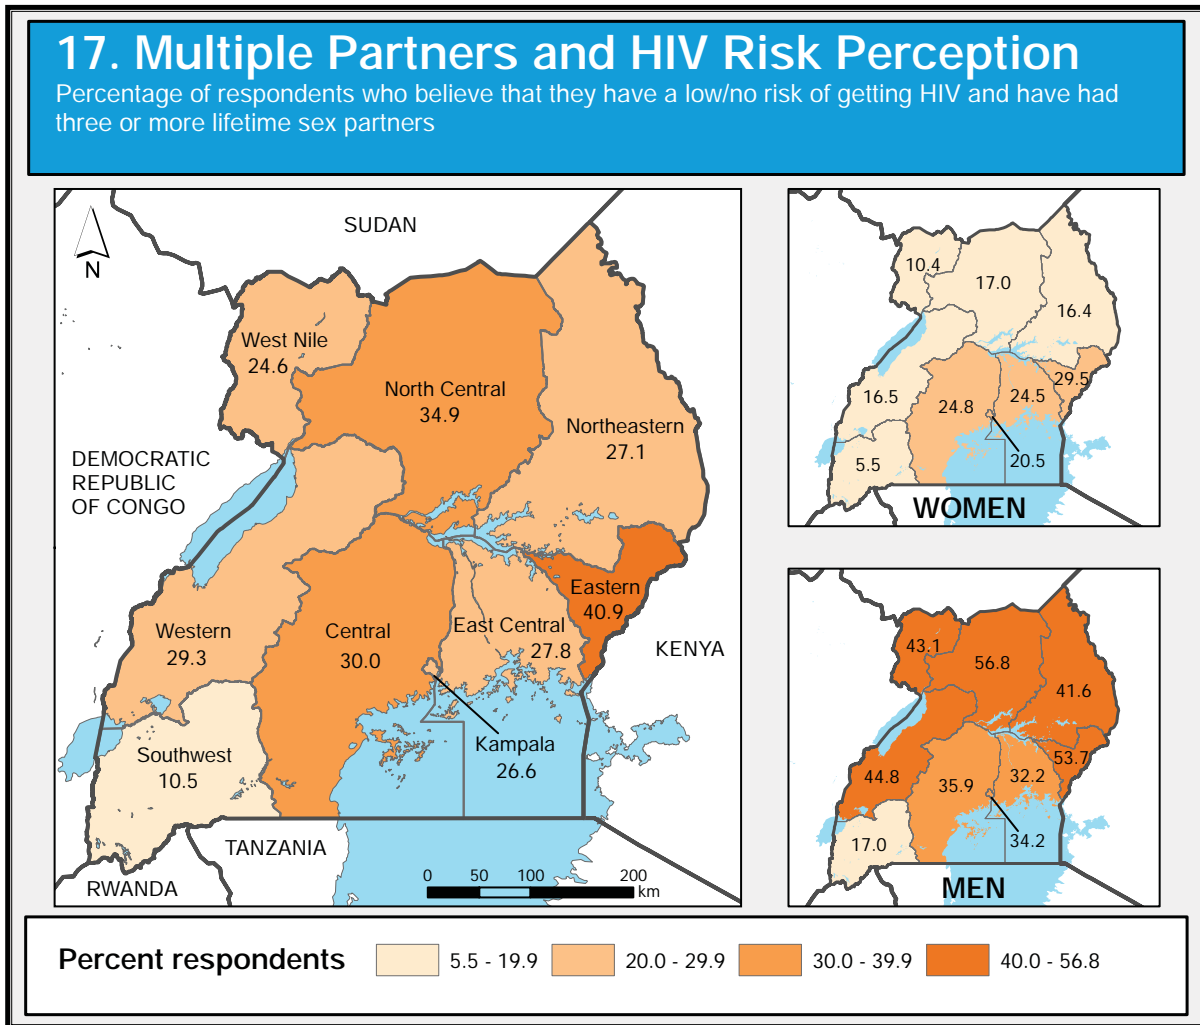 17. Multiple Partners and HIV Risk Perception
Percentage of respondents who believe that they have a low/no risk of getting HIV and have had
three or more lifetime sex partners
N
SUDAN
West Nile
24.6
North Central
34.9
Northeastern
27.1
DEMOCRATIC
REPUBLIC
OF CONGO
Eastern
40.9
Western
29.3
Central
30.0
East Central
27.8
KENYA
Southwest
10.5
Kampala
26.6
TANZANIA
RWANDA
0 50 100 200
km
10.4
17.0
16.4
29.5
16.5
24.8
24.5
5.5
20.5
WOMEN
43.1
56.8
41.6
53.7
44.8
35.9
32.2
17.0
34.2
MEN
Percent respondents
5.5 - 19.9
20.0 - 29.9
30.0 - 39.9
40.0 - 56.8